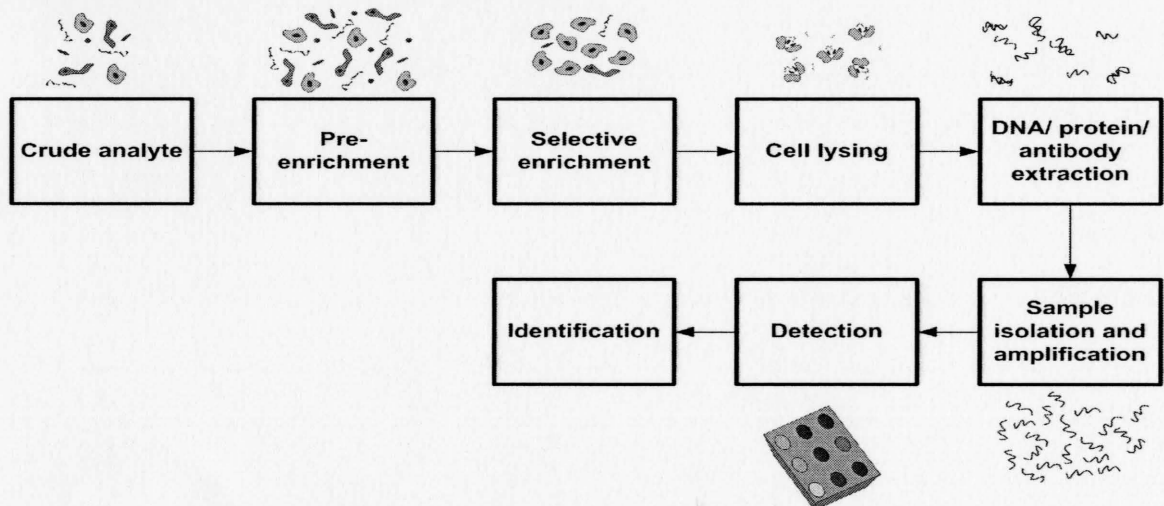 Crude analyte
Pre-
enrichment
Selective
enrichment
Cell lysing
DNA/ protein/
antibody
extraction
Sample
isolation and
amplification
Detection
Identification